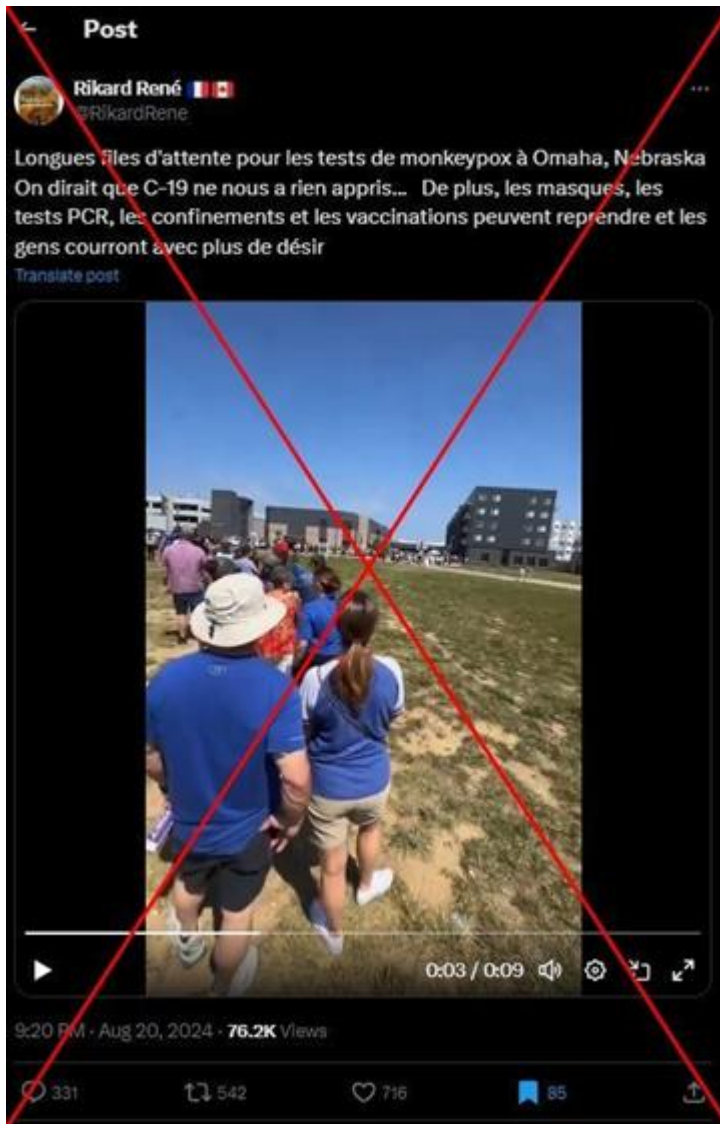 Post
Rikard René
@RikardRene
Longues files d'attente pour les tests de monkeypox à Omaha, Nebraska
On dirait que C-19 ne nous a rien appris... De plus, les masques, les
tests PCR, les confinements et les vaccinations peuvent reprendre et les
gens courront avec plus de désir
Translate post
0:03 / 0:09
9:20 PM · Aug 20, 2024 · 76.2K Views
331 542 716 85